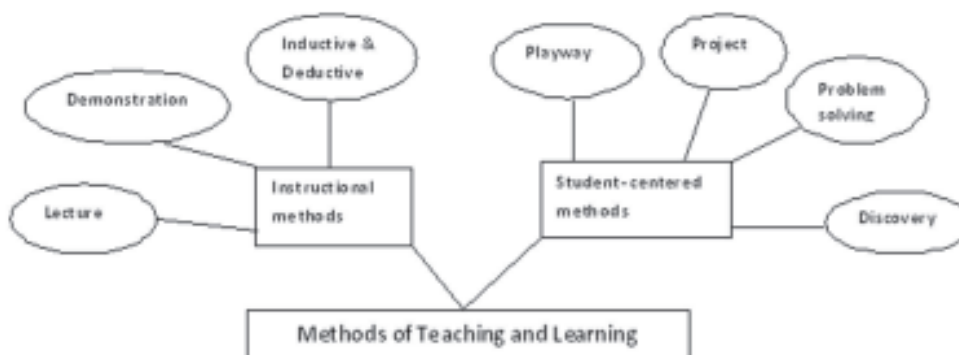 Inductive &
Deductive
Playway
Project
Demonstration
Problem
solving
Instructional
methods
Student-centered
methods
Lecture
Discovery
Methods of Teaching and Learning